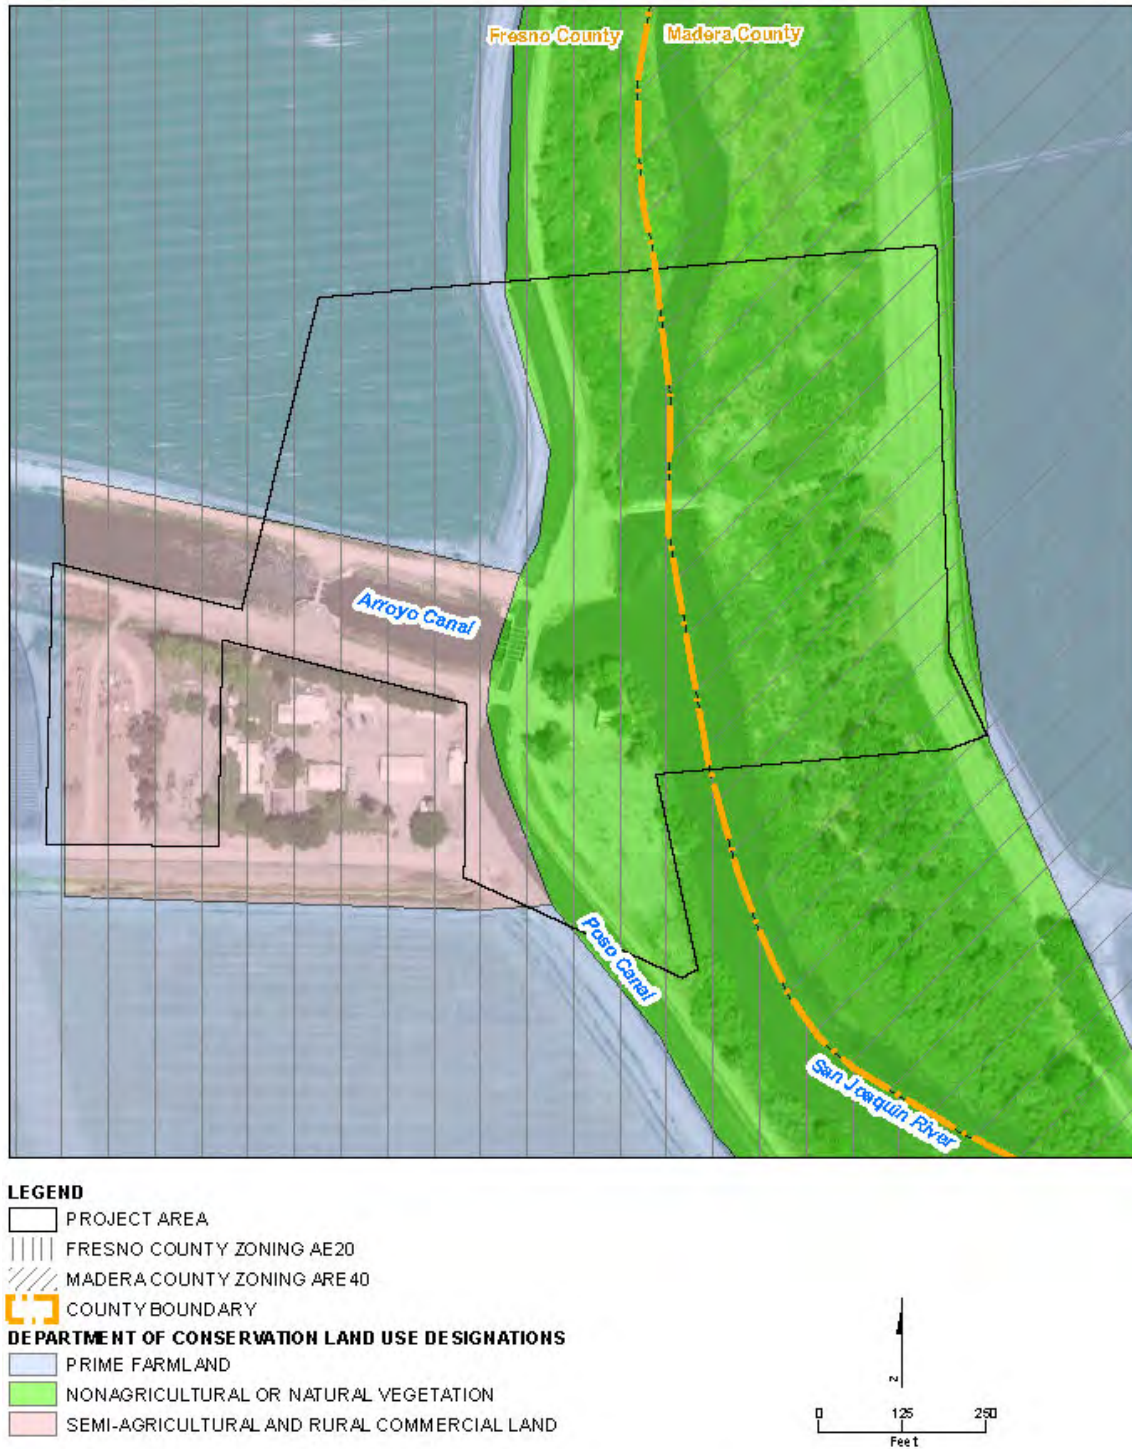 Fresno County
Madera County
Arroyo Canal
Poso Canal
San Joaquin River
LEGEND
PROJECT AREA
FRESNO COUNTY ZONING AE20
MADERA COUNTY ZONING ARE40
COUNTY BOUNDARY
DEPARTMENT OF CONSERVATION LAND USE DESIGNATIONS
PRIME FARMLAND
NONAGRICULTURAL OR NATURAL VEGETATION
SEMI-AGRICULTURAL AND RURAL COMMERCIAL LAND
N
0 125 250
Feet